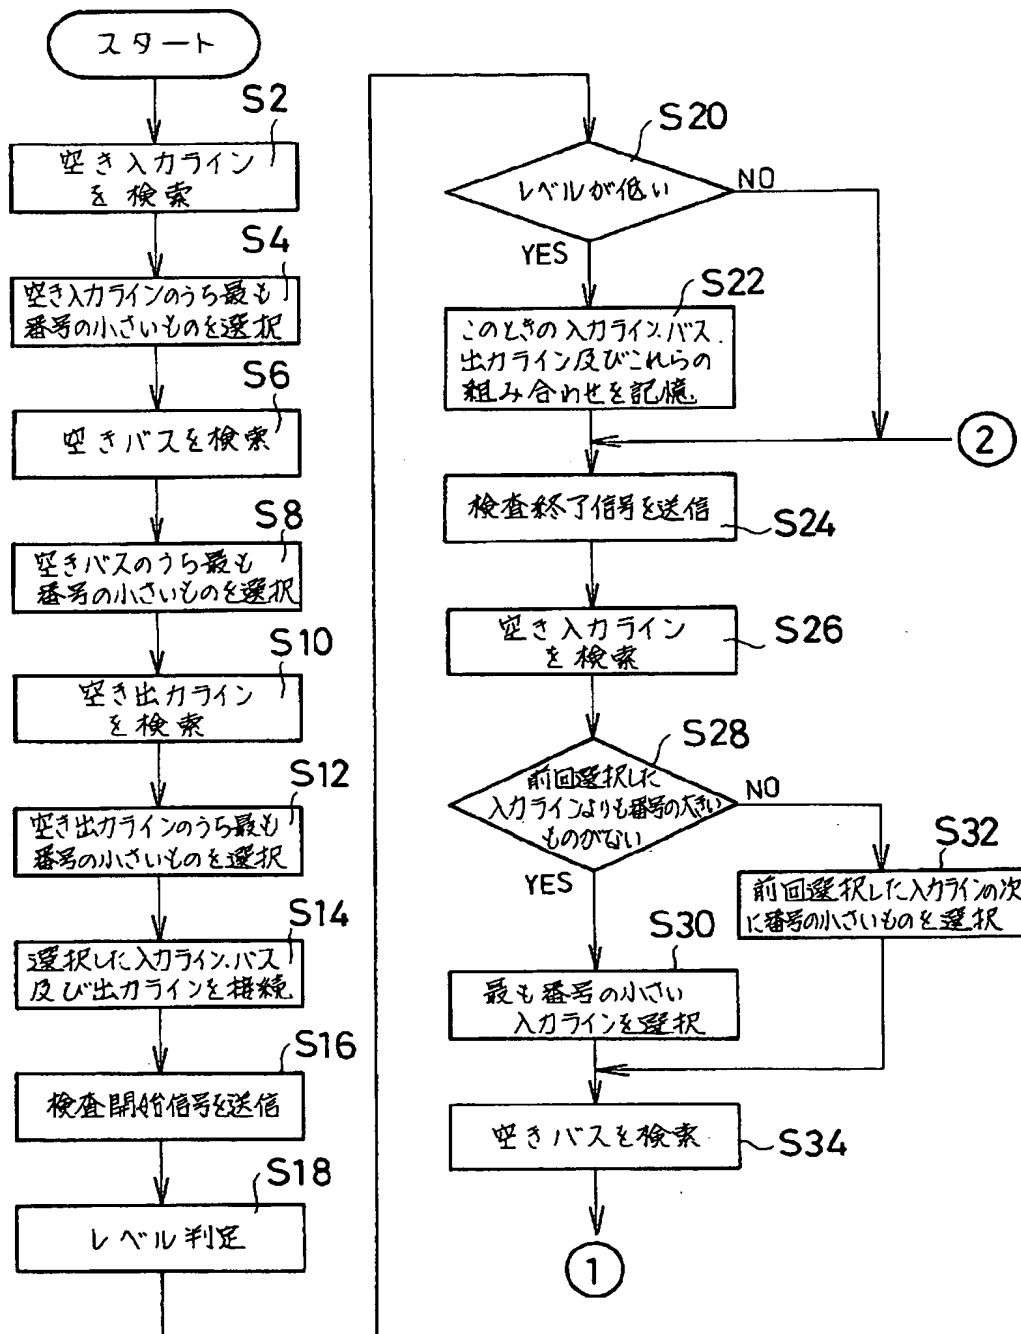 スタート
S2
空き入力ライン
を検索
S4
空き入力ラインのうち最も
番号の小さいものを選択
S6
空きバスを検索
S8
空きバスのうち最も
番号の小さいものを選択
S10
空き出力ライン
を検索
S12
空き出力ラインのうち最も
番号の小さいものを選択
S14
選択した入力ライン、バス
及び出力ラインを接続
S16
検査開始信号を送信
S18
レベル判定
S20
レベルが低い
NO
YES
S22
このときの入力ライン、バス、
出力ライン及びこれらの
組み合わせを記憶
2
検査終了信号を送信
S24
空き入力ライン
を検索
S26
S28
前回選択した
入力ラインよりも番号の大きい
ものがない
NO
YES
S32
前回選択した入力ラインの次
に番号の小さいものを選択
S30
最も番号の小さい
入力ラインを選択
空きバスを検索
S34
1